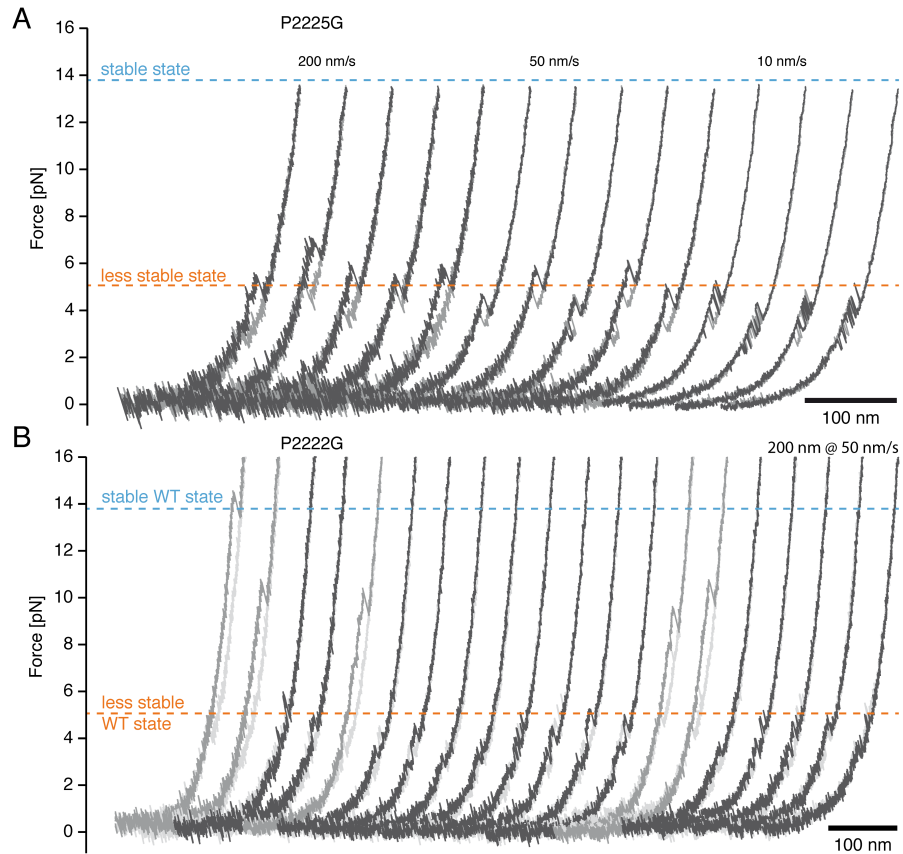 A
P2225G
16
stable state
200 nm/s
50 nm/s
10 nm/s
14
12
10
8
6
less stable state
4
2
0
Force [pN]
100 nm
B
P2222G
200 nm @ 50 nm/s
16
stable WT state
14
12
10
8
6
less stable
WT state
4
2
0
Force [pN]
100 nm